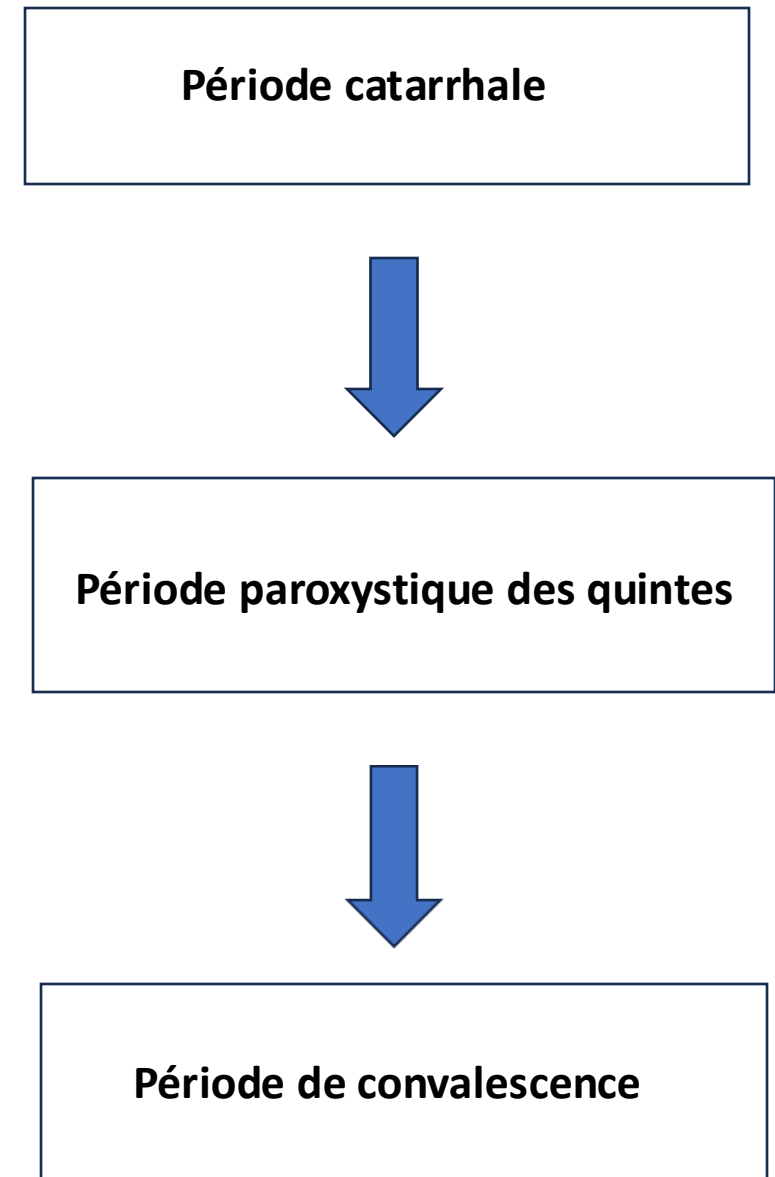 Période catarrhale
Période paroxystique des quintes
Période de convalescence